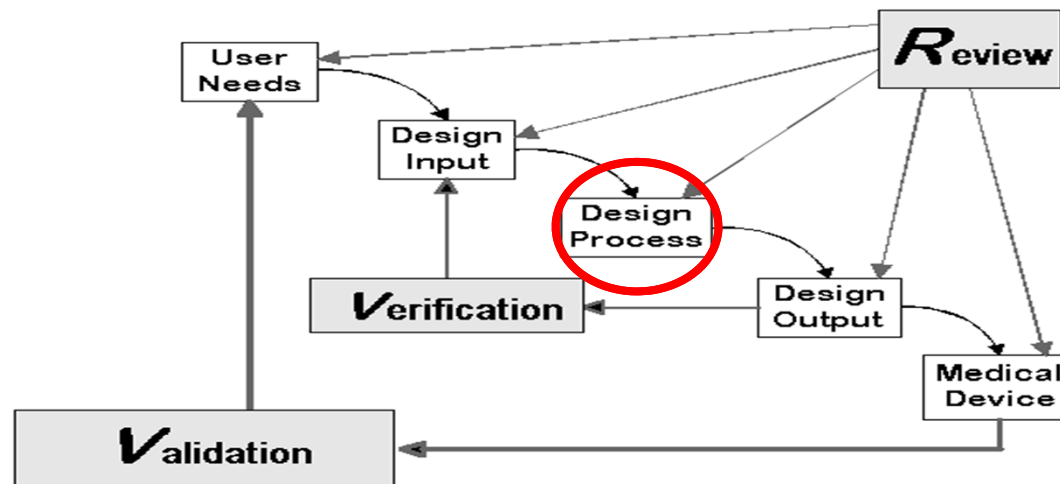 User
Needs
Review
Design
Input
Design
Process
Verification
Design
Output
Medical
Device
Validation